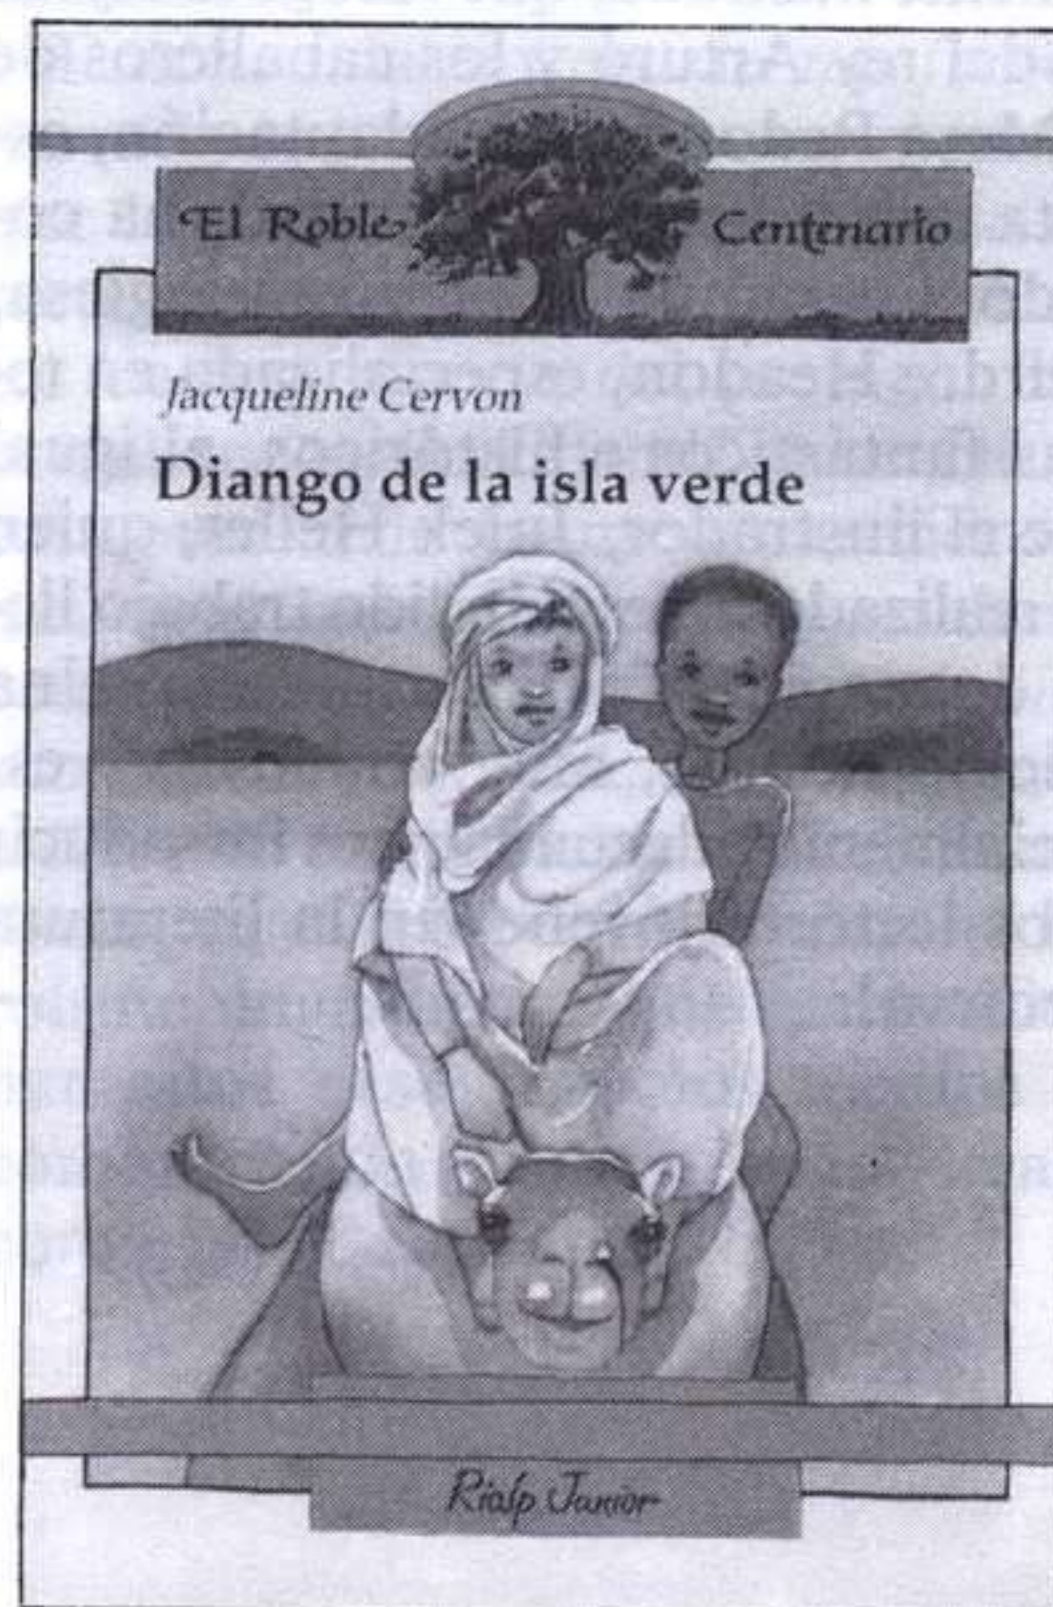 El Roble Centenario
Jacqueline Cervon
Diango de la isla verde
Rialp Junior